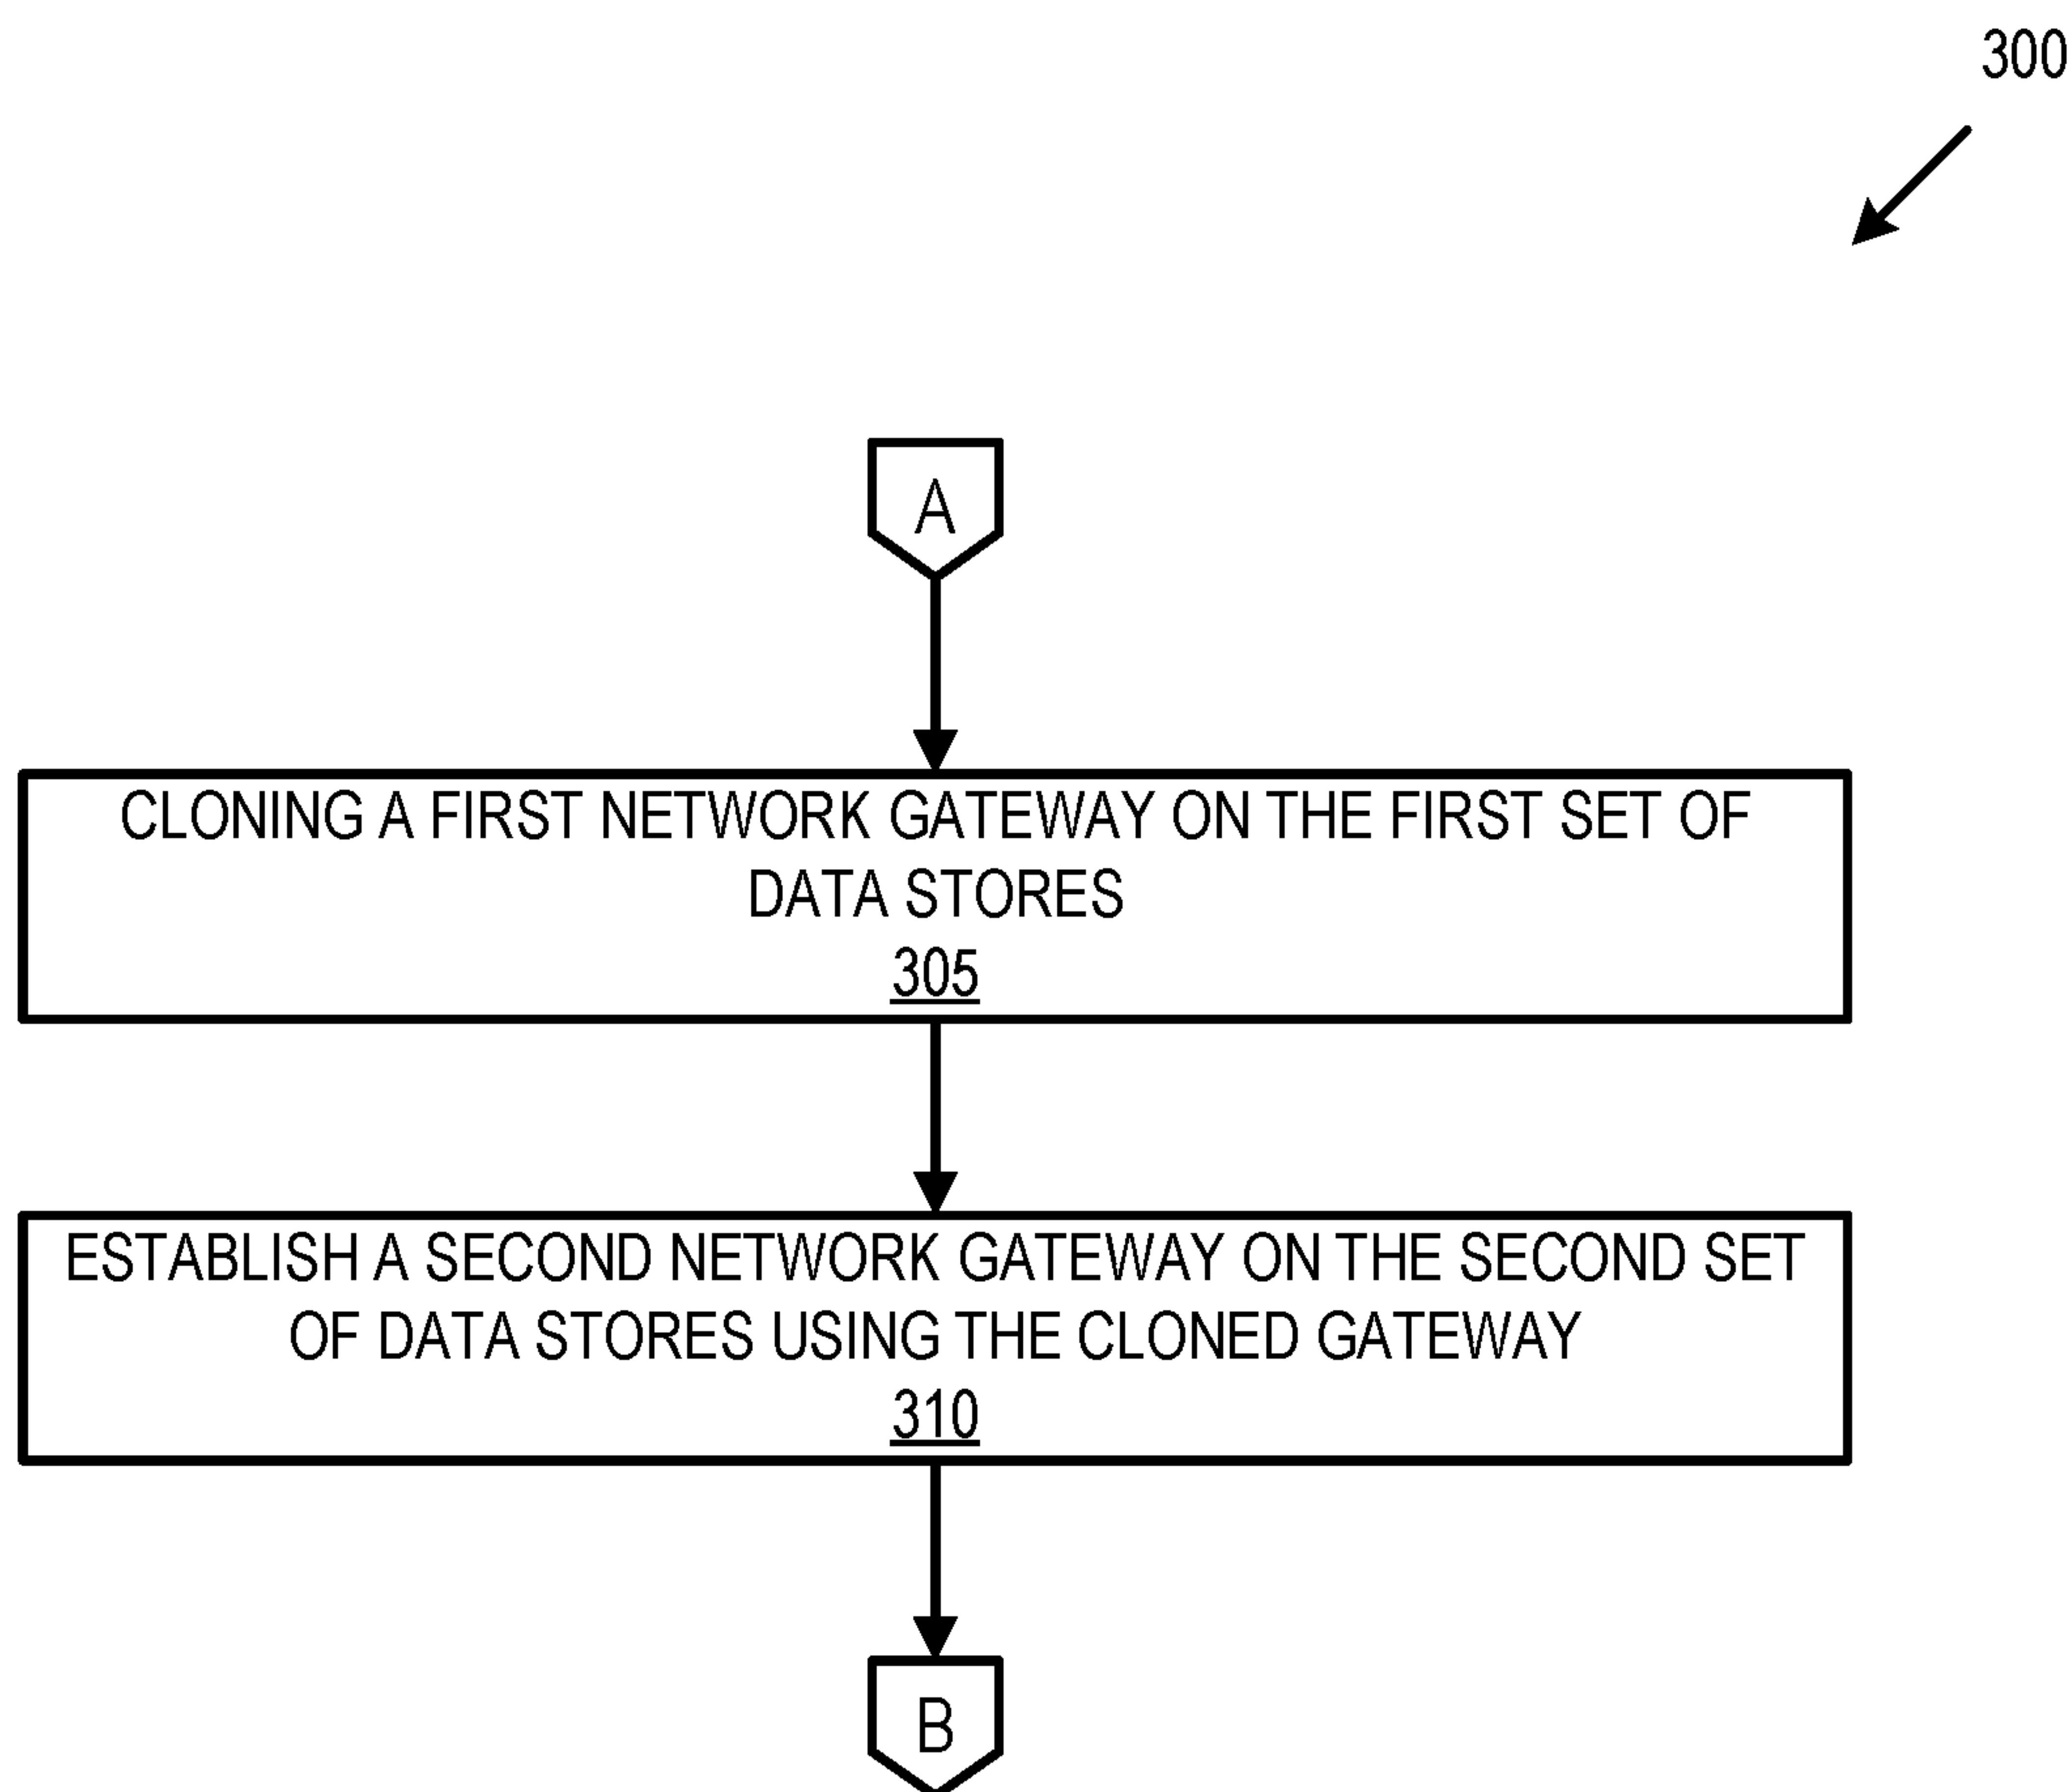 300
A
CLONING A FIRST NETWORK GATEWAY ON THE FIRST SET OF
DATA STORES
305
ESTABLISH A SECOND NETWORK GATEWAY ON THE SECOND SET
OF DATA STORES USING THE CLONED GATEWAY
310
B